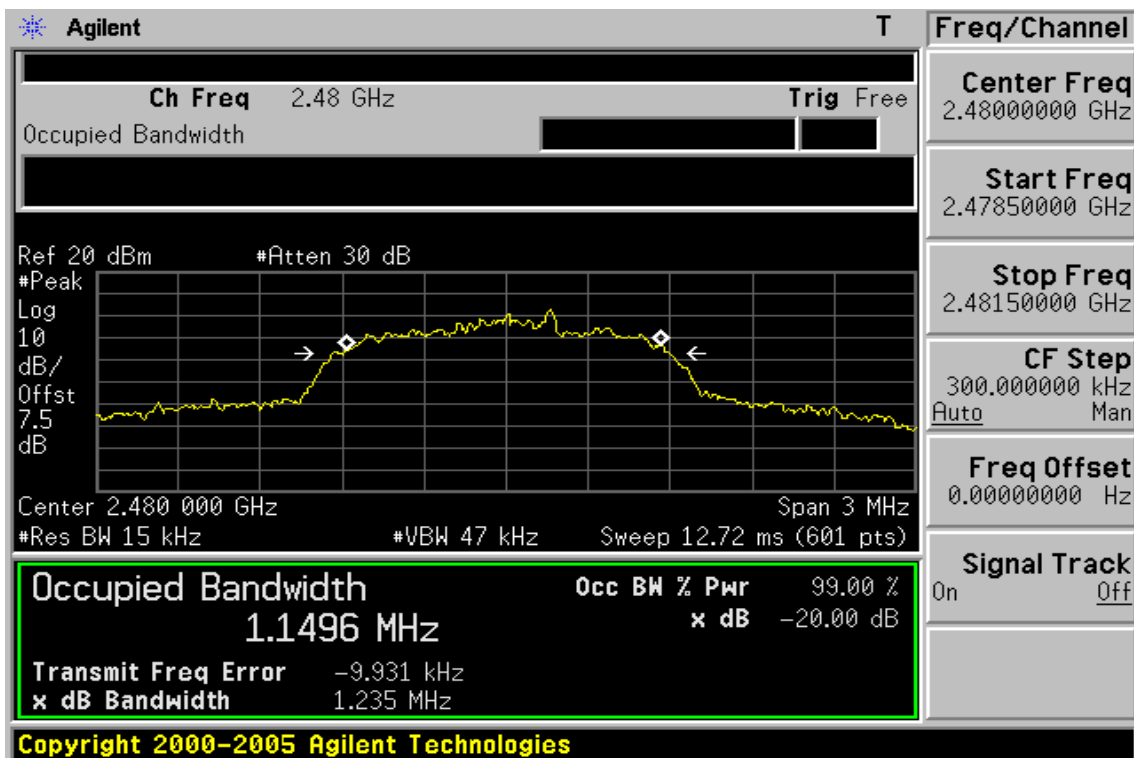 Agilent T
Ch Freq 2.48 GHz Trig Free
Occupied Bandwidth
Ref 20 dBm #Atten 30 dB
#Peak
Log
10
dB/
Offst
7.5
dB
Center 2.480 000 GHz Span 3 MHz
#Res BW 15 kHz #VBW 47 kHz Sweep 12.72 ms (601 pts)
Occupied Bandwidth
1.1496 MHz
Occ BW % Pwr 99.00 %
x dB -20.00 dB
Transmit Freq Error -9.931 kHz
x dB Bandwidth 1.235 MHz
Copyright 2000-2005 Agilent Technologies
Freq/Channel
Center Freq
2.48000000 GHz
Start Freq
2.47850000 GHz
Stop Freq
2.48150000 GHz
CF Step
300.000000 kHz
Auto Man
Freq Offset
0.00000000 Hz
Signal Track
On Off